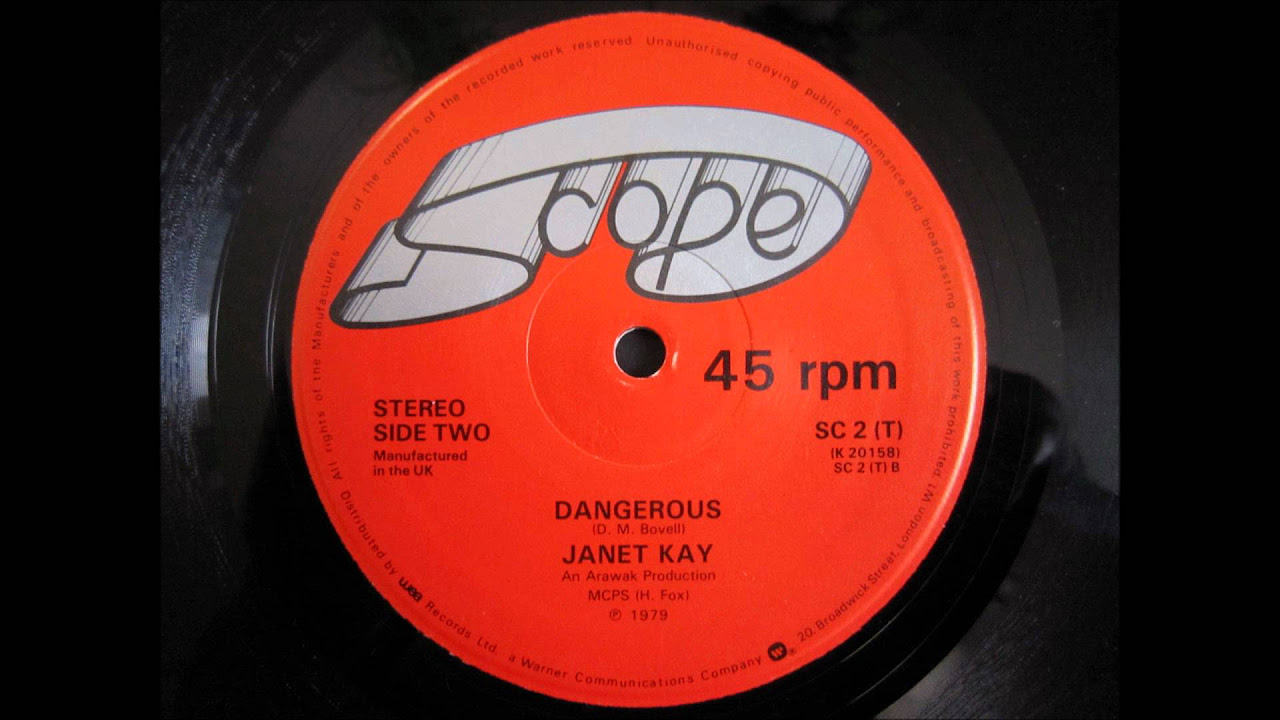 All rights of the Manufacturers and of the owners of the recorded work reserved. Unauthorised copying public performance and broadcasting of this work prohibited
Scope
45 rpm
STEREO
SIDE TWO
Manufactured
in the UK
SC 2 (T)
(K 20158)
SC 2 (T) B
DANGEROUS
(D. M. Bovell)
JANET KAY
An Arawak Production
MCPS (H. Fox)
℗ 1979
Distributed by wea Records Ltd. a Warner Communications Company W ® 20, Broadwick Street, London W1